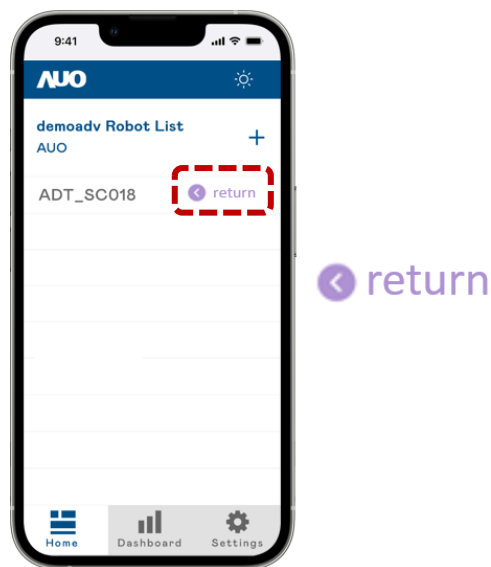 9:41
AUO
demoadv Robot List
AUO
ADT_SC018
return
return
Home
Dashboard
Settings